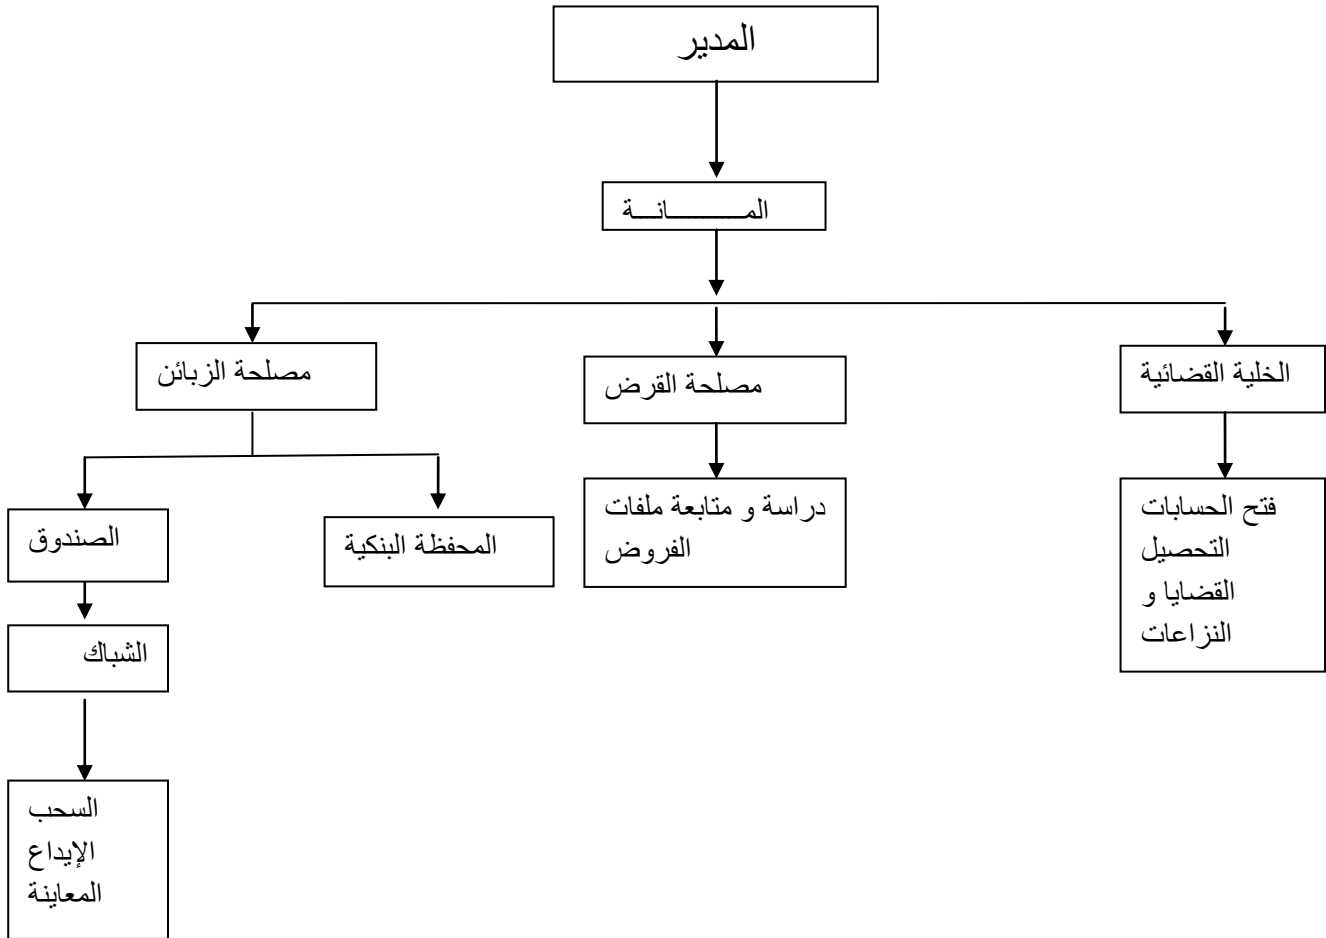 المدير
المـــــــــانـــة
الخلية القضائية
مصلحة القرض
مصلحة الزبائن
فتح الحسابات
التحصيل
القضايا و
النزاعات
دراسة و متابعة ملفات
الفروض
المحفظة البنكية
الصندوق
الشباك
السحب
الإيداع
المعاينة